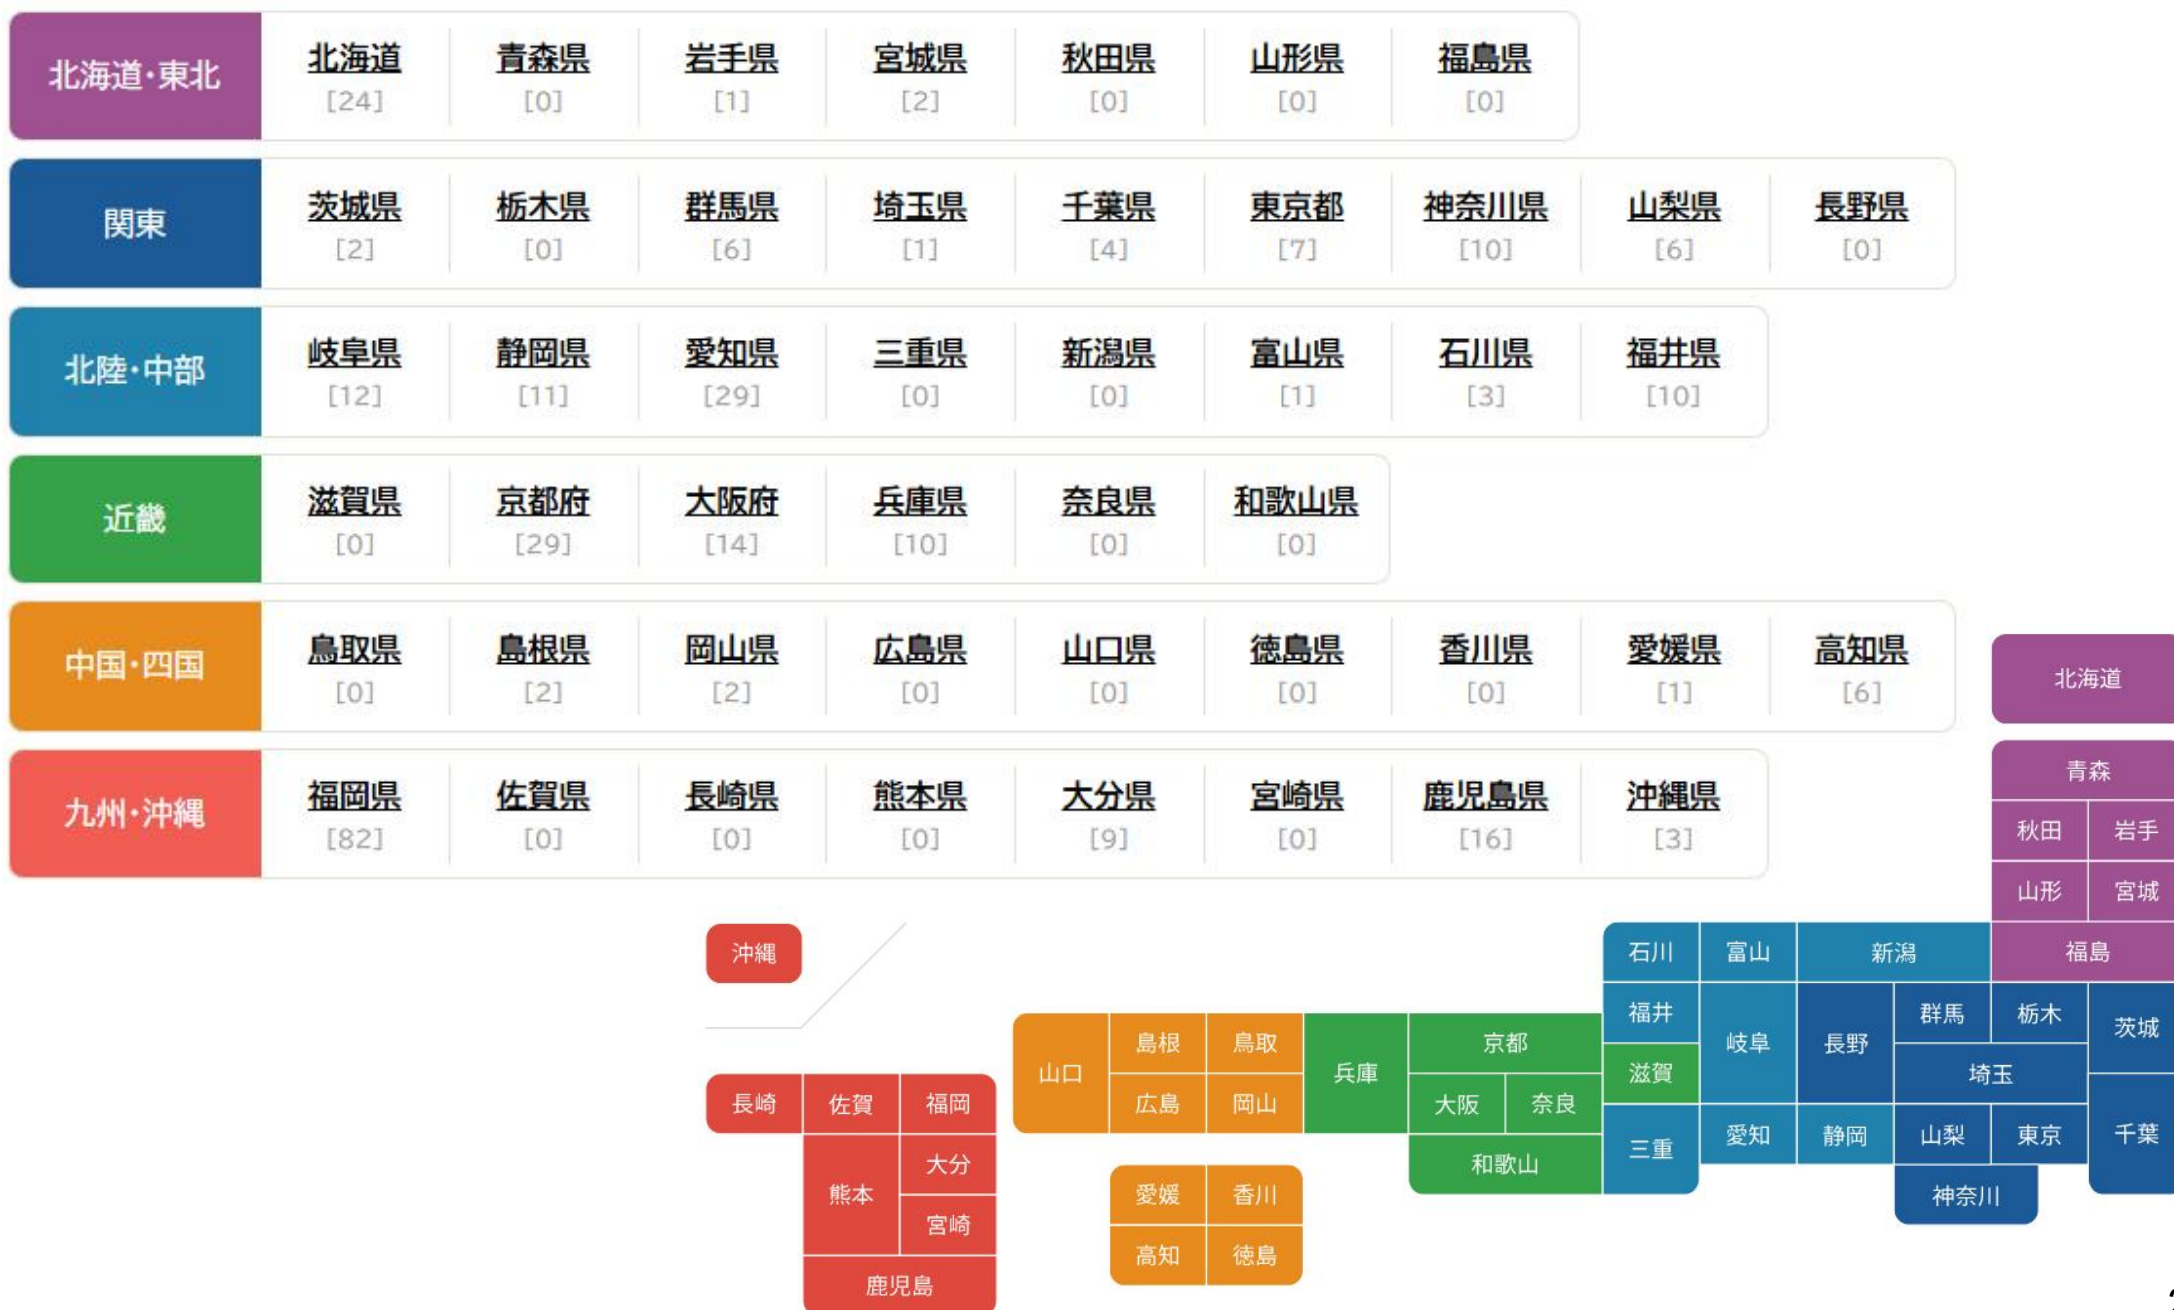 北海道・東北
北海道 青森県 岩手県 宮城県 秋田県 山形県 福島県
[24] [0] [1] [2] [0] [0] [0]
関東
茨城県 栃木県 群馬県 埼玉県 千葉県 東京都 神奈川県 山梨県 長野県
[2] [0] [6] [1] [4] [7] [10] [6] [0]
北陸・中部
岐阜県 静岡県 愛知県 三重県 新潟県 富山県 石川県 福井県
[12] [11] [29] [0] [0] [1] [3] [10]
近畿
滋賀県 京都府 大阪府 兵庫県 奈良県 和歌山県
[0] [29] [14] [10] [0] [0]
中国・四国
鳥取県 島根県 岡山県 広島県 山口県 徳島県 香川県 愛媛県 高知県
[0] [2] [2] [0] [0] [0] [0] [1] [6]
九州・沖縄
福岡県 佐賀県 長崎県 熊本県 大分県 宮崎県 鹿児島県 沖縄県
[82] [0] [0] [0] [9] [0] [16] [3]
北海道
青森
秋田 岩手
山形 宮城
沖縄 石川 富山 新潟 福島
福井 群馬 栃木 茨城
島根 鳥取 京都 岐阜 長野
山口 兵庫 滋賀 埼玉
長崎 佐賀 福岡 広島 岡山 大阪 奈良
三重 愛知 静岡 山梨 東京 千葉
大分 和歌山
熊本 愛媛 香川 神奈川
宮崎
高知 徳島
鹿児島